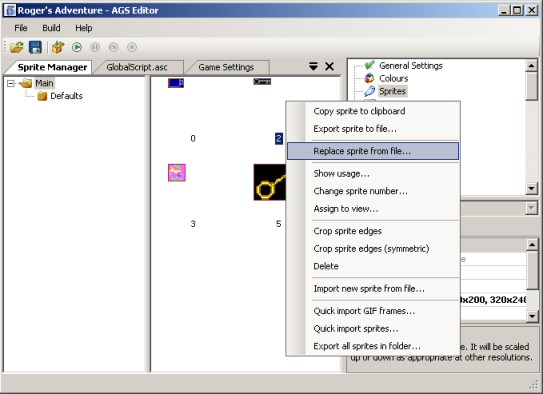 Roger's Adventure - AGS Editor
File Build Help
Sprite Manager GlobalScript.asc Game Settings
Main
Defaults
0
2
3
5
General Settings
Colours
Sprites
Copy sprite to clipboard
Export sprite to file...
Replace sprite from file...
Show usage...
Change sprite number...
Assign to view...
Crop sprite edges
Crop sprite edges (symmetric)
Delete
Import new sprite from file...
Quick import GIF frames...
Quick import sprites...
Export all sprites in folder...
e
0x200, 320x240
e. It will be scaled
up or down as appropriate at other resolutions.